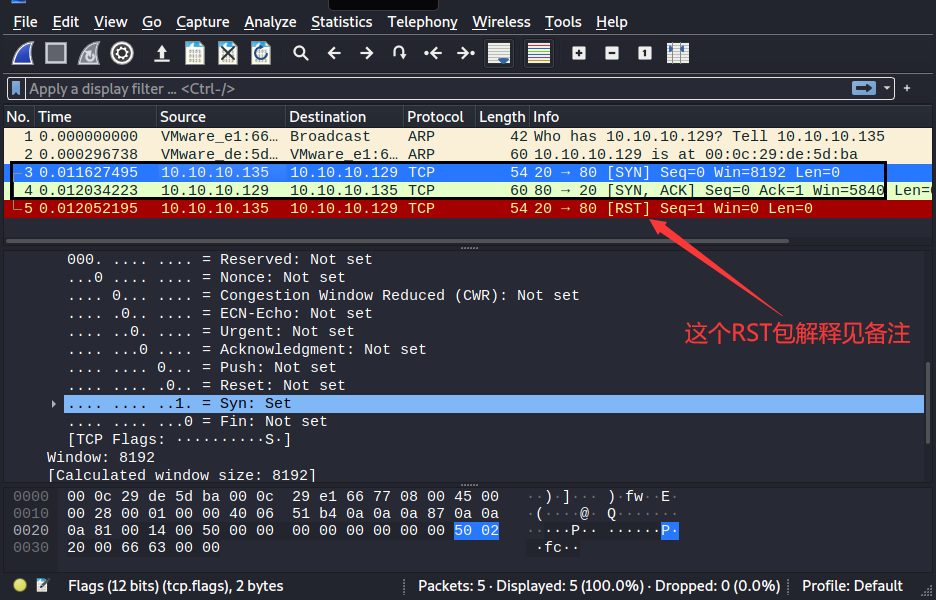 File Edit View Go Capture Analyze Statistics Telephony Wireless Tools Help
Apply a display filter … <Ctrl-/>
No. Time Source Destination Protocol Length Info
1 0.000000000 VMware_e1:66… Broadcast ARP 42 Who has 10.10.10.129? Tell 10.10.10.135
2 0.000296738 VMware_de:5d… VMware_e1:6… ARP 60 10.10.10.129 is at 00:0c:29:de:5d:ba
3 0.011627495 10.10.10.135 10.10.10.129 TCP 54 20 → 80 [SYN] Seq=0 Win=8192 Len=0
4 0.012034223 10.10.10.129 10.10.10.135 TCP 60 80 → 20 [SYN, ACK] Seq=0 Ack=1 Win=5840 Len=
5 0.012052195 10.10.10.135 10.10.10.129 TCP 54 20 → 80 [RST] Seq=1 Win=0 Len=0
000. .... .... = Reserved: Not set
...0 .... .... = Nonce: Not set
.... 0... .... = Congestion Window Reduced (CWR): Not set
.... .0.. .... = ECN-Echo: Not set
.... ..0. .... = Urgent: Not set
.... ...0 .... = Acknowledgment: Not set
.... .... 0... = Push: Not set
.... .... .0.. = Reset: Not set
.... .... ..1. = Syn: Set
.... .... ...0 = Fin: Not set
[TCP Flags: ··········S·]
Window: 8192
[Calculated window size: 8192]
这个RST包解释见备注
0000 00 0c 29 de 5d ba 00 0c 29 e1 66 77 08 00 45 00 ··)·]··· )·fw··E·
0010 00 28 00 01 00 00 40 06 51 b4 0a 0a 0a 87 0a 0a ·(····@· Q·······
0020 0a 81 00 14 00 50 00 00 00 00 00 00 00 00 50 02 ·····P·· ······P·
0030 20 00 66 63 00 00 ·fc··
Flags (12 bits) (tcp.flags), 2 bytes
Packets: 5 · Displayed: 5 (100.0%) · Dropped: 0 (0.0%)
Profile: Default